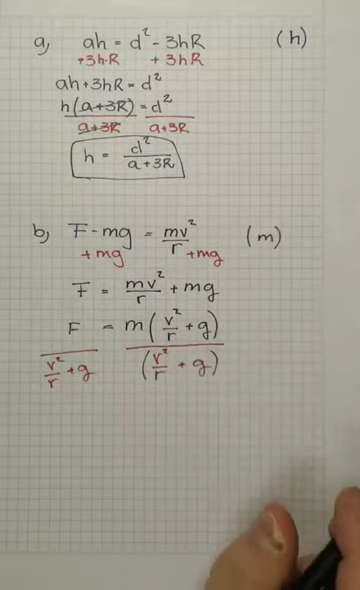 a) ah = d² - 3hR (h)
+3h·R + 3hR
ah + 3hR = d²
h(a+3R) = d²
a+3R a+3R
h = d²/(a+3R)
b) F - mg = mv²/r (m)
+mg +mg
F = mv²/r + mg
F = m(v²/r + g)
v²/r + g (v²/r + g)